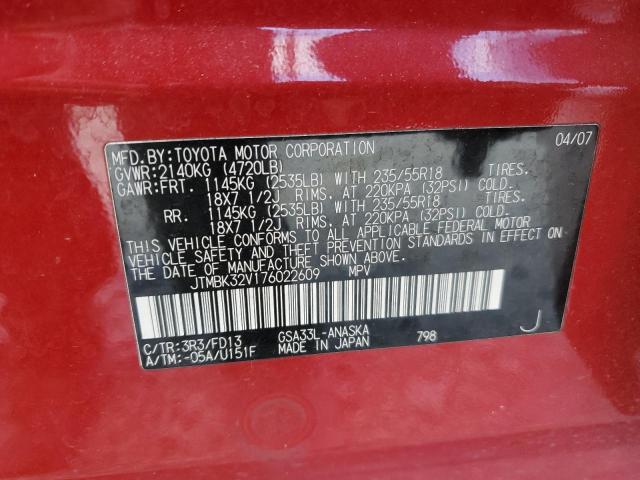 MFD.BY:TOYOTA MOTOR CORPORATION 04/07
GVWR:2140KG (4720LB)
GAWR:FRT. 1145KG (2535LB) WITH 235/55R18 TIRES.
18X7 1/2J RIMS. AT 220KPA (32PSI) COLD.
RR. 1145KG (2535LB) WITH 235/55R18 TIRES.
18X7 1/2J RIMS. AT 220KPA (32PSI) COLD.
THIS VEHICLE CONFORMS TO ALL APPLICABLE FEDERAL MOTOR
VEHICLE SAFETY AND THEFT PREVENTION STANDARDS IN EFFECT ON
THE DATE OF MANUFACTURE SHOWN ABOVE.
JTMBK32V176022609 MPV
C/TR:3R3/FD13 GSA33L-ANASKA 798 J
A/TM:-05A/U151F MADE IN JAPAN